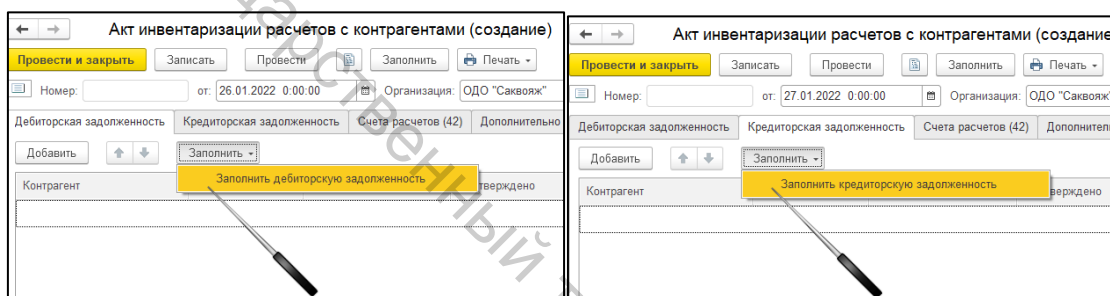 Акт инвентаризации расчетов с контрагентами (создание)
Провести и закрыть Записать Провести Заполнить Печать
Номер: от: 26.01.2022 0:00:00 Организация: ОДО "Саквояж"
Дебиторская задолженность Кредиторская задолженность Счета расчетов (42) Дополнительно
Добавить Заполнить
Заполнить дебиторскую задолженность
Контрагент тверждено
Акт инвентаризации расчетов с контрагентами (создание
Провести и закрыть Записать Провести Заполнить Печать
Номер: от: 27.01.2022 0:00:00 Организация: ОДО "Саквояж"
Дебиторская задолженность Кредиторская задолженность Счета расчетов (42) Дополнител
Добавить Заполнить
Заполнить кредиторскую задолженность
Контрагент верждено
дарственный